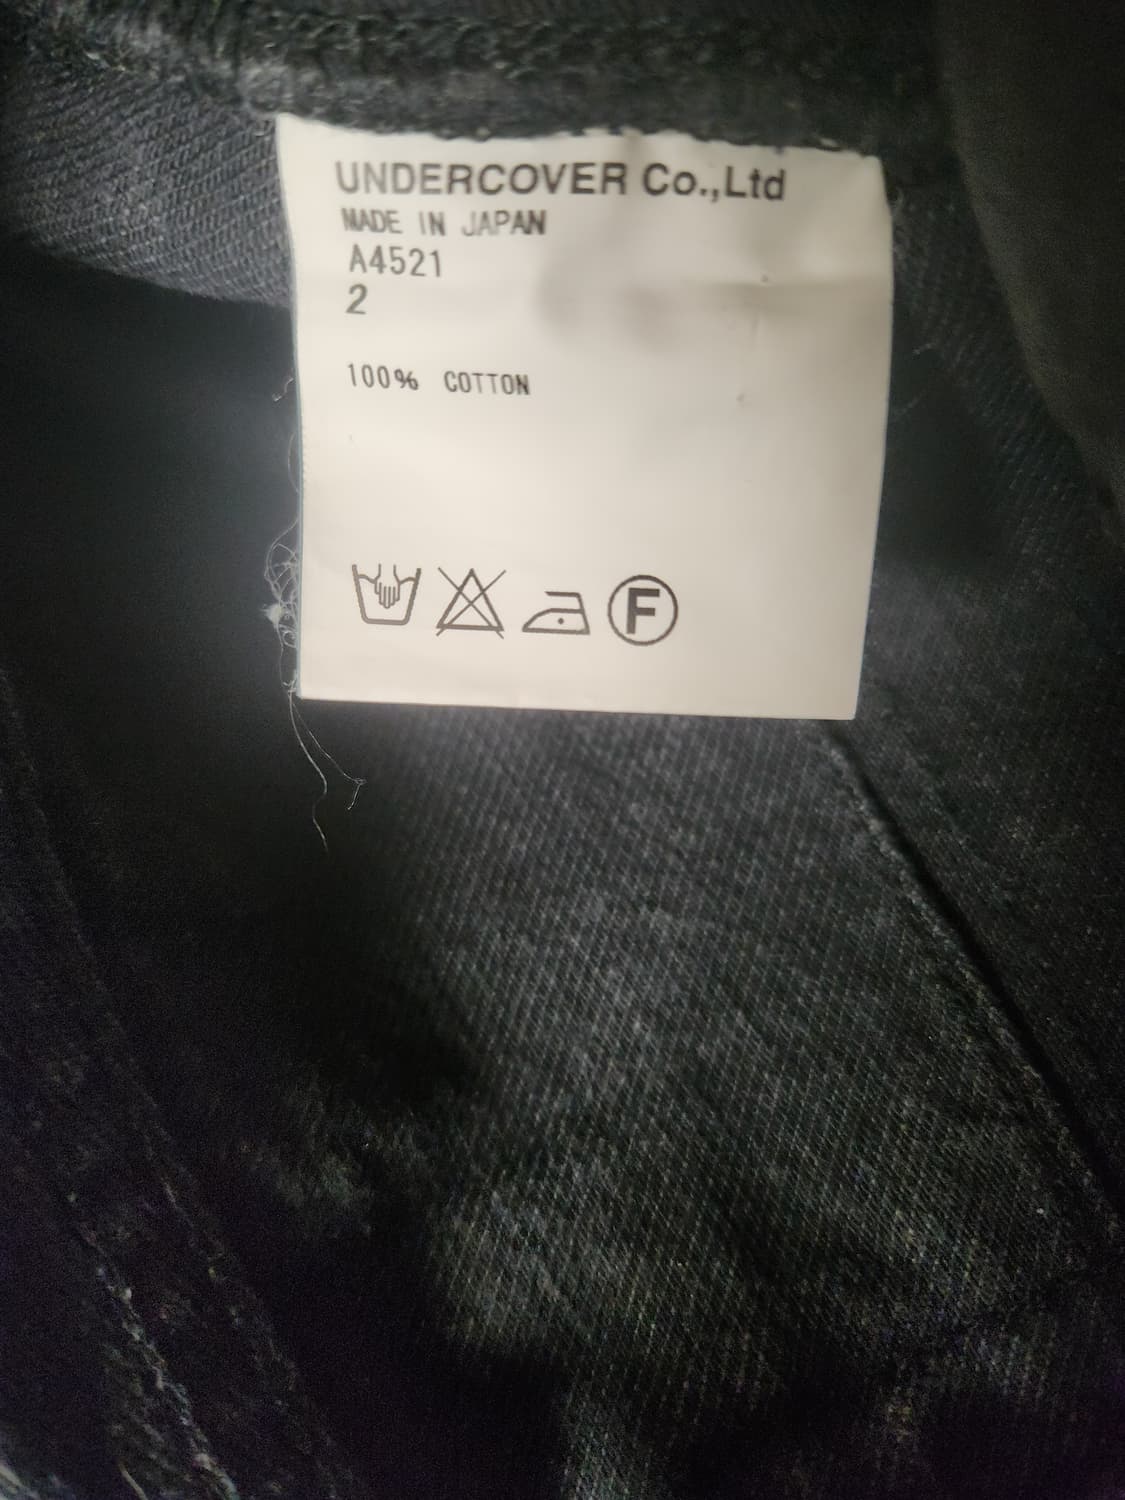 UNDERCOVER Co.,Ltd
MADE IN JAPAN
A4521
2
100% COTTON
F